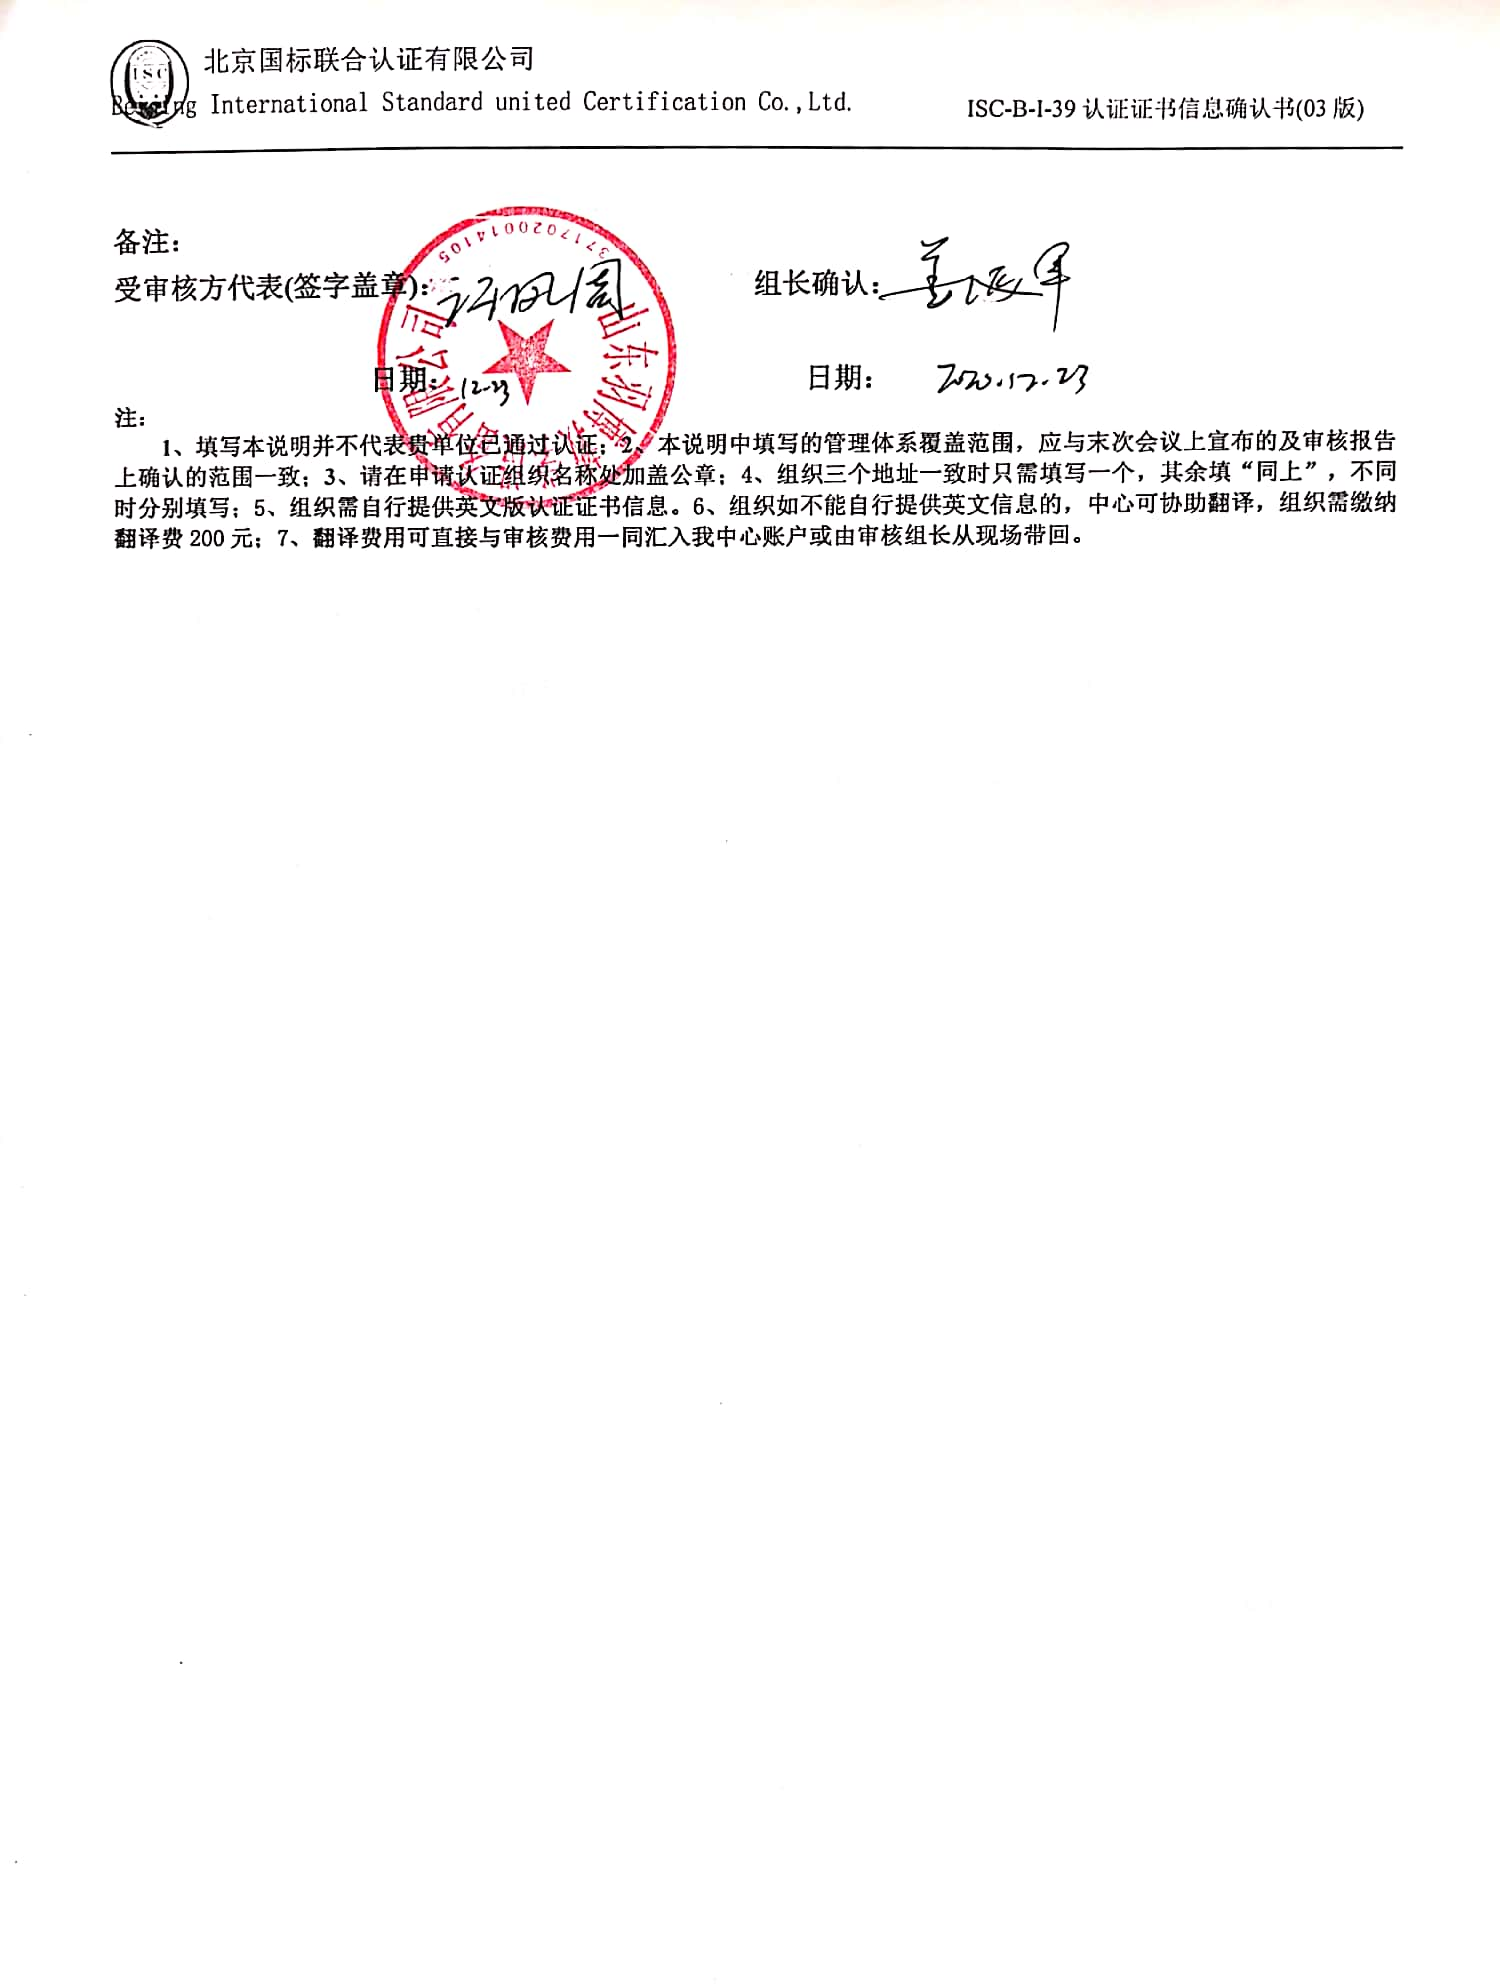 北京国标联合认证有限公司
ISC
Beijing International Standard united Certification Co.,Ltd.
ISC-B-I-39 认证证书信息确认书(03 版)
备注：
受审核方代表(签字盖章)：
组长确认：
日期：12-23
日期：2020.12.23
3717020014105
山东 有限公司
注：
1、填写本说明并不代表贵单位已通过认证；2、本说明中填写的管理体系覆盖范围，应与末次会议上宣布的及审核报告
上确认的范围一致；3、请在申请认证组织名称处加盖公章；4、组织三个地址一致时只需填写一个，其余填“同上”，不同
时分别填写；5、组织需自行提供英文版认证证书信息。6、组织如不能自行提供英文信息的，中心可协助翻译，组织需缴纳
翻译费 200 元；7、翻译费用可直接与审核费用一同汇入我中心账户或由审核组长从现场带回。